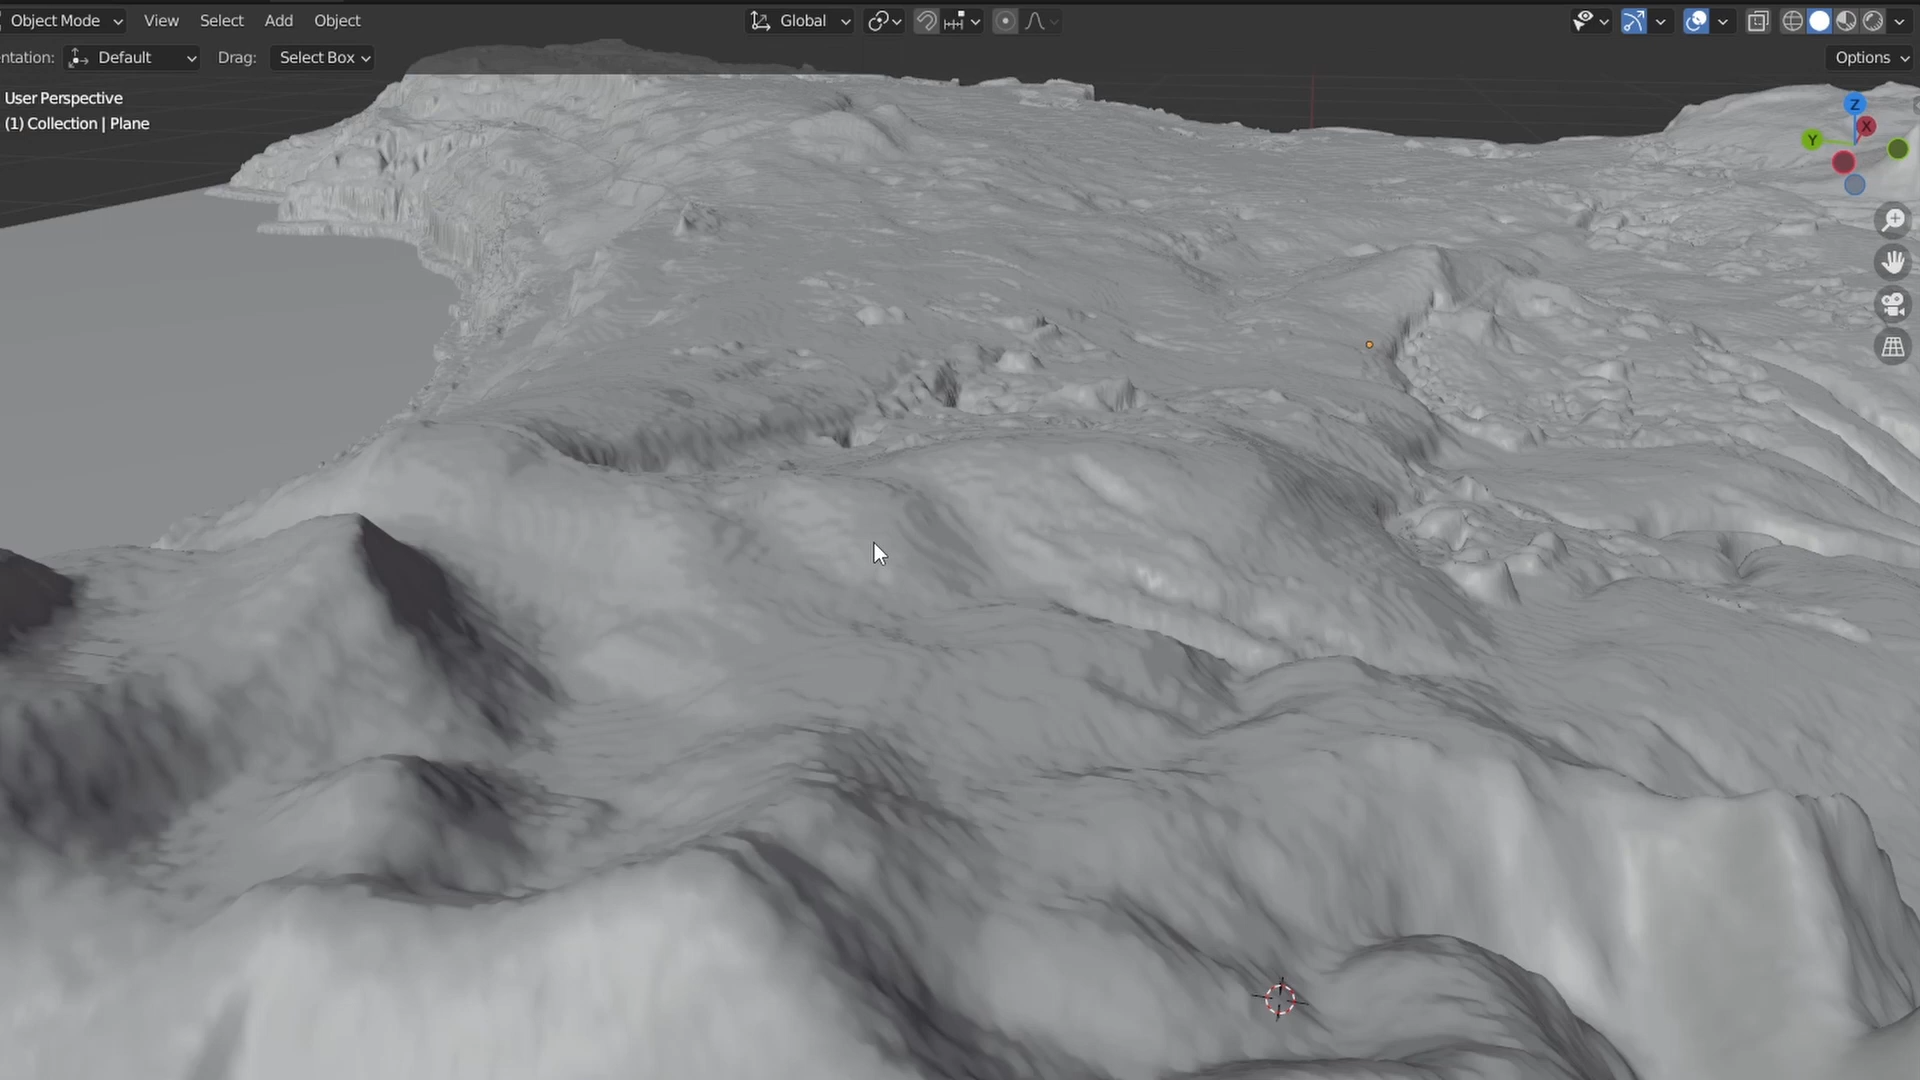 Object Mode View Select Add Object Global
ntation: Default Drag: Select Box Options
User Perspective
(1) Collection | Plane
Z
X
Y